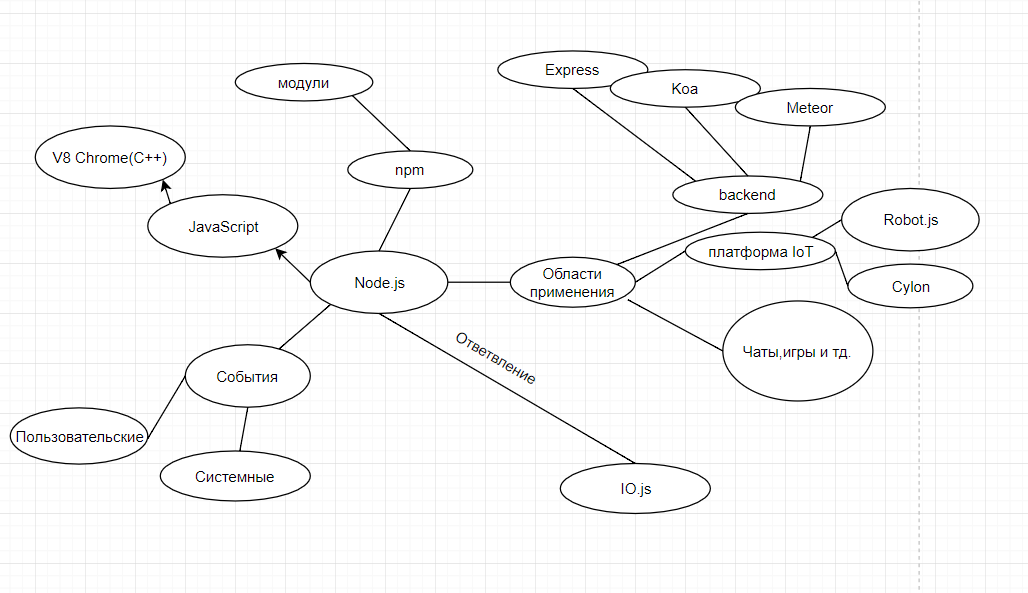 Express
модули
Koa
Meteor
V8 Chrome(C++)
npm
backend
JavaScript
Robot.js
платформа IoT
Node.js
Области
применения
Cylon
Ответвление
Чаты,игры и тд.
События
Пользовательские
Системные
IO.js